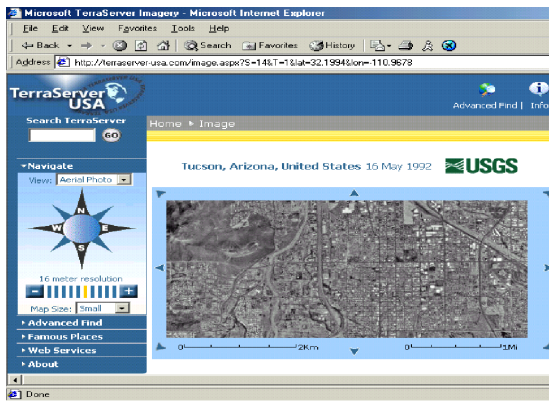 Microsoft TerraServer Imagery - Microsoft Internet Explorer
File Edit View Favorites Tools Help
Back Search Favorites History
Address http://terraserver-usa.com/image.aspx?S=14&T=1&lat=32.1994&lon=-110.9678
TerraServer USA
Advanced Find | Info
Search TerraServer
GO
Home Image
Navigate
View: Aerial Photo
Tucson, Arizona, United States 16 May 1992 USGS
N
W E
S
16 meter resolution
- +
Map Size: Small
Advanced Find
Famous Places
Web Services
About
0 2Km 0 1Mi
Done